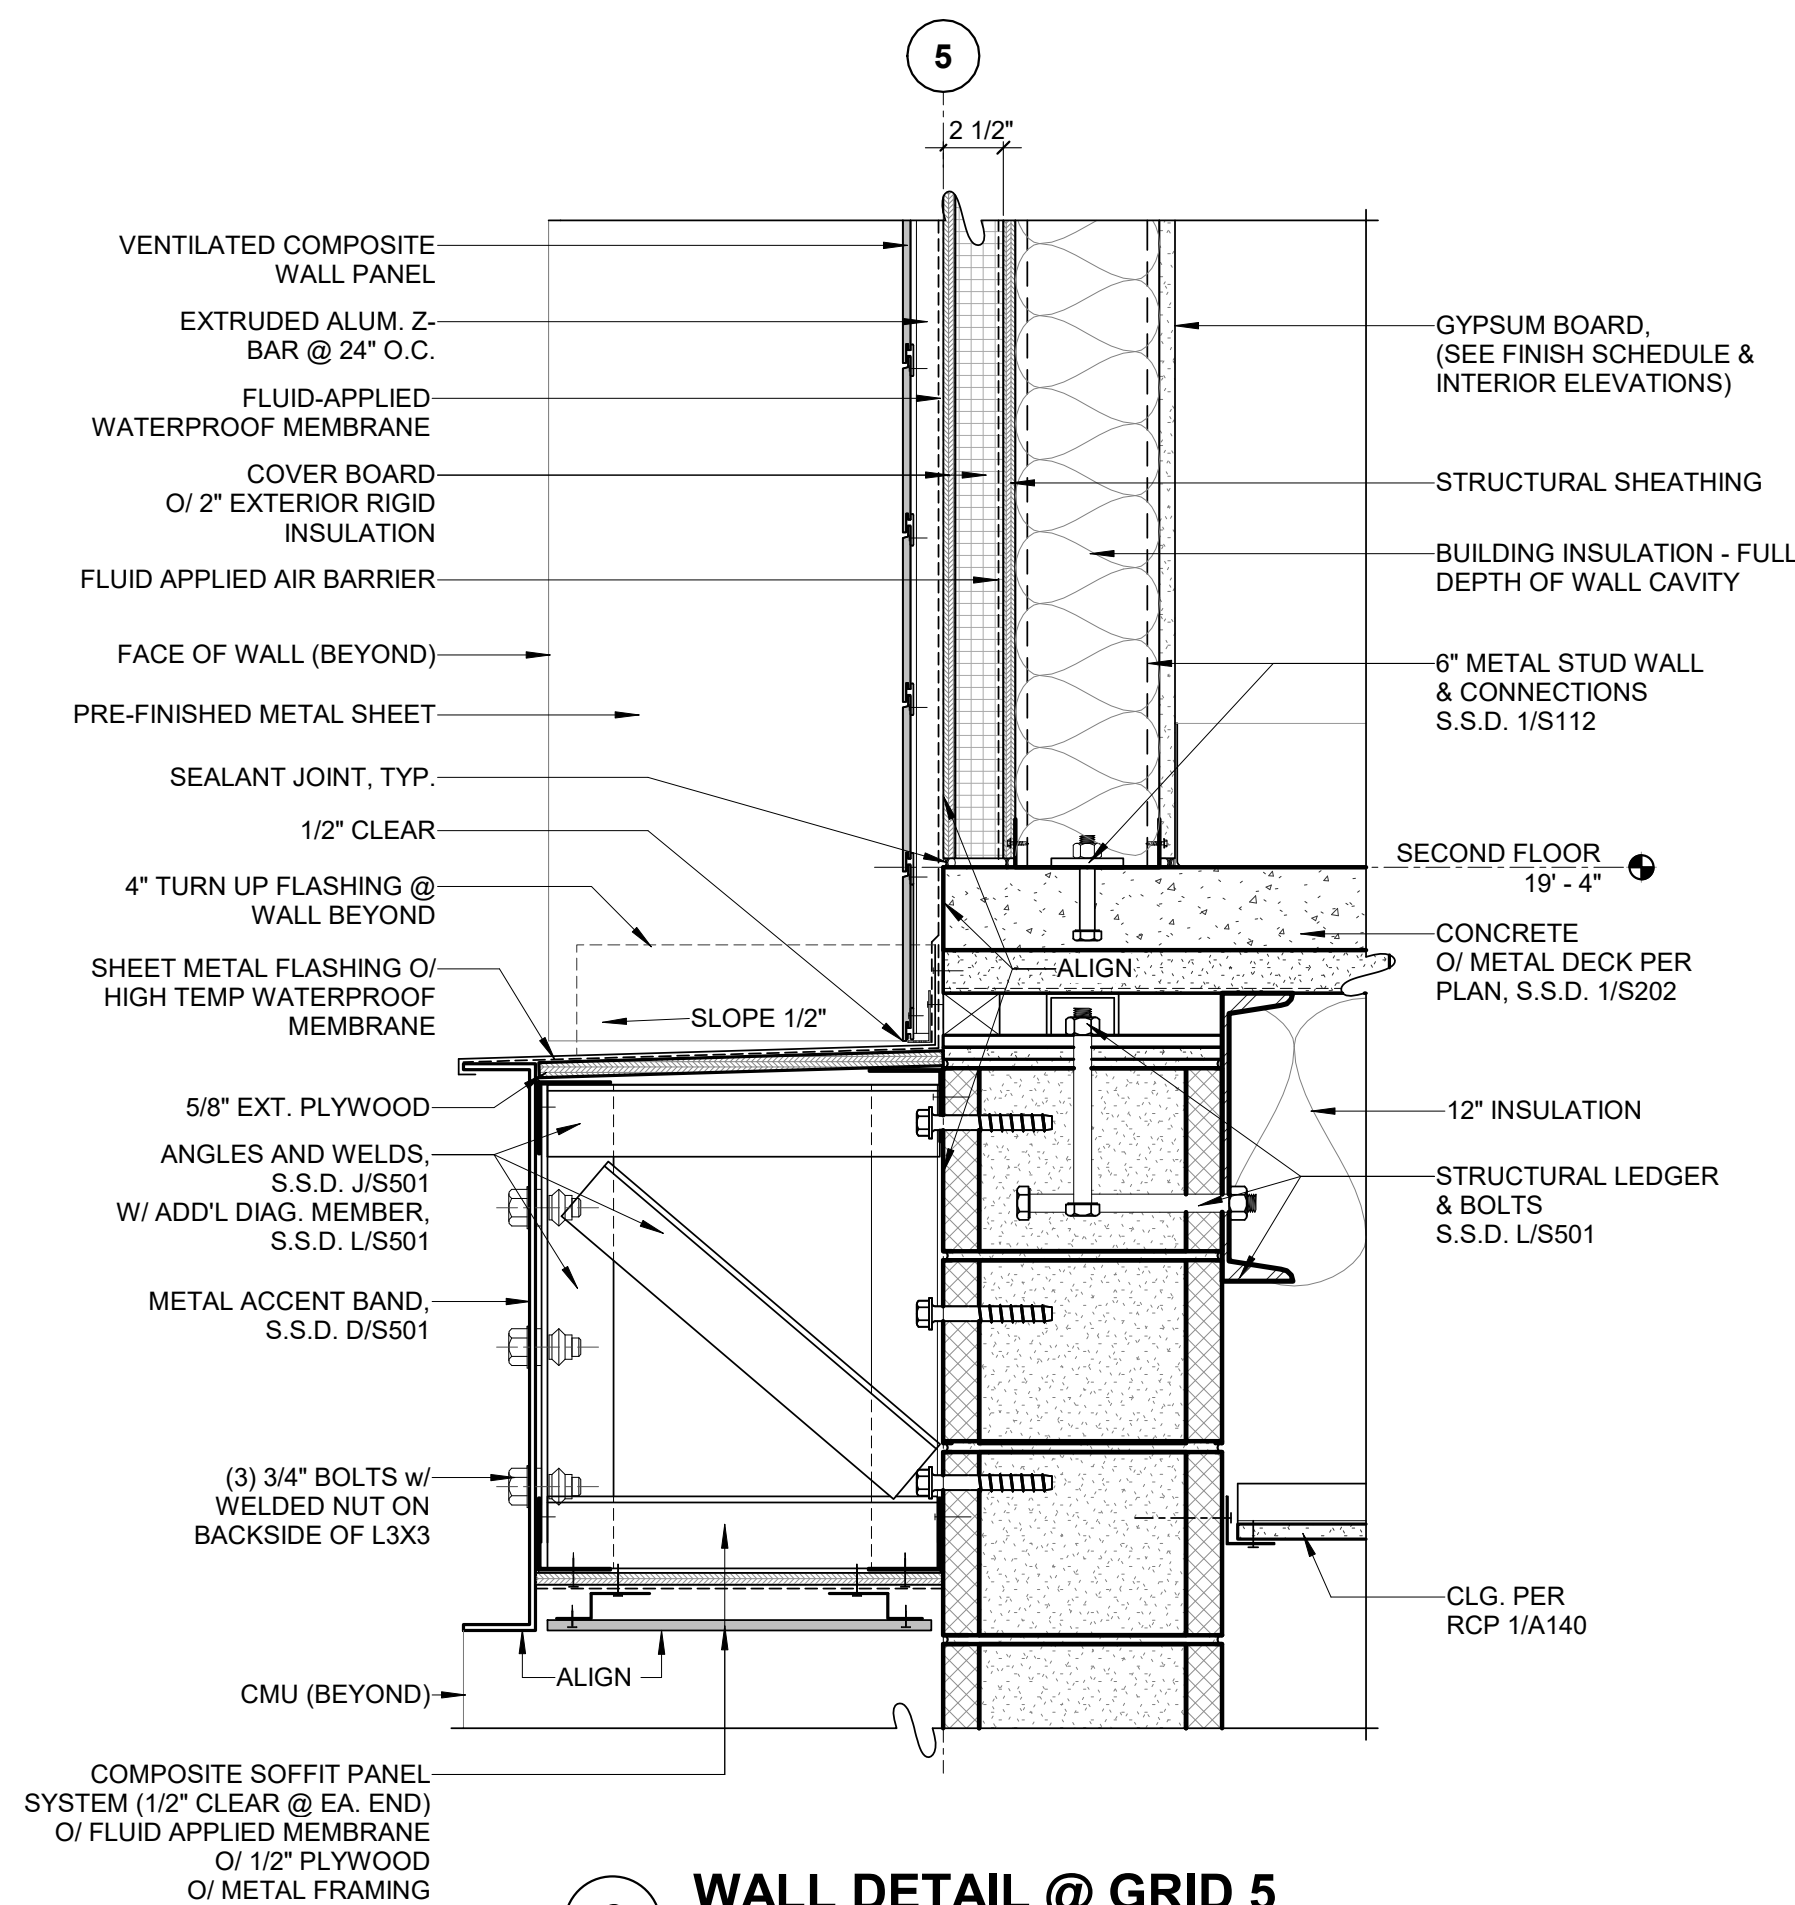 5
2 1/2"
VENTILATED COMPOSITE
WALL PANEL
EXTRUDED ALUM. Z-
BAR @ 24" O.C.
FLUID-APPLIED
WATERPROOF MEMBRANE
COVER BOARD
O/ 2" EXTERIOR RIGID
INSULATION
FLUID APPLIED AIR BARRIER
FACE OF WALL (BEYOND)
PRE-FINISHED METAL SHEET
SEALANT JOINT, TYP.
1/2" CLEAR
4" TURN UP FLASHING @
WALL BEYOND
SHEET METAL FLASHING O/
HIGH TEMP WATERPROOF
MEMBRANE
SLOPE 1/2"
5/8" EXT. PLYWOOD
ANGLES AND WELDS,
S.S.D. J/S501
W/ ADD'L DIAG. MEMBER,
S.S.D. L/S501
METAL ACCENT BAND,
S.S.D. D/S501
(3) 3/4" BOLTS w/
WELDED NUT ON
BACKSIDE OF L3X3
ALIGN
CMU (BEYOND)
COMPOSITE SOFFIT PANEL
SYSTEM (1/2" CLEAR @ EA. END)
O/ FLUID APPLIED MEMBRANE
O/ 1/2" PLYWOOD
O/ METAL FRAMING
GYPSUM BOARD,
(SEE FINISH SCHEDULE &
INTERIOR ELEVATIONS)
STRUCTURAL SHEATHING
BUILDING INSULATION - FULL
DEPTH OF WALL CAVITY
6" METAL STUD WALL
& CONNECTIONS
S.S.D. 1/S112
SECOND FLOOR
19' - 4"
CONCRETE
O/ METAL DECK PER
PLAN, S.S.D. 1/S202
ALIGN
12" INSULATION
STRUCTURAL LEDGER
& BOLTS
S.S.D. L/S501
CLG. PER
RCP 1/A140
WALL DETAIL @ GRID 5